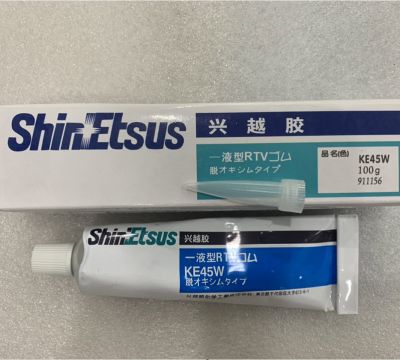 ShinEtsus 兴越胶
一液型RTVゴム
脱オキシムタイプ
品名(色) KE45W
100g
911156
ShinEtsus 兴越胶
一液型RTVゴム
KE45W
脱オキシムタイプ